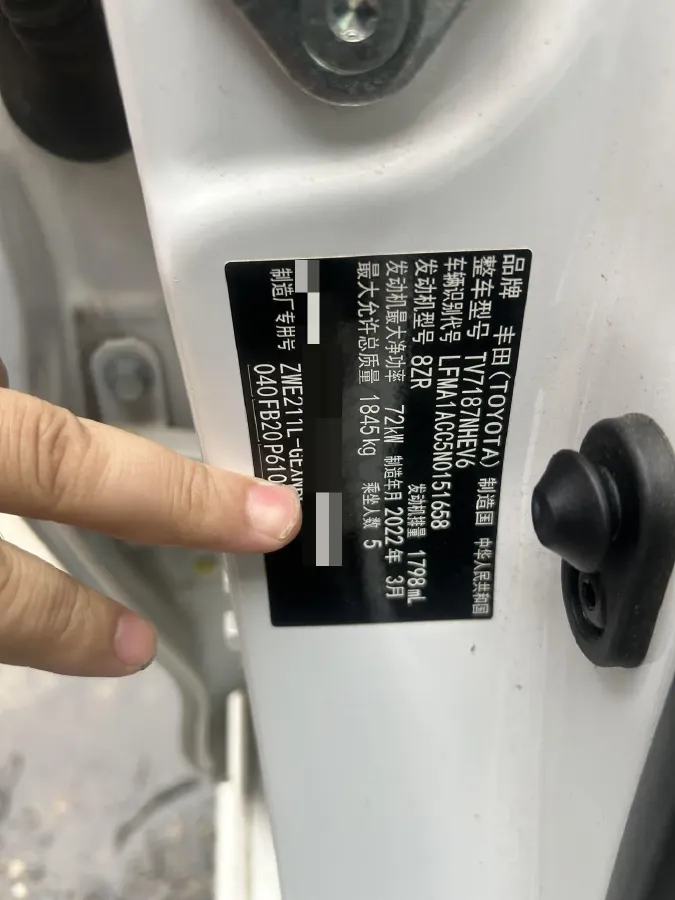 品牌 丰田(TOYOTA) 制造国 中华人民共和国
整车型号 TV7187NHEV6
车辆识别代号 LFMA1ACC5N0151658
发动机型号 8ZR 发动机排量 1798mL
发动机最大净功率 72kW 制造年月 2022年 3月
最大允许总质量 1845kg 乘坐人数 5
制造厂专用号 ZWE211L-GEXNB
040FB20P610